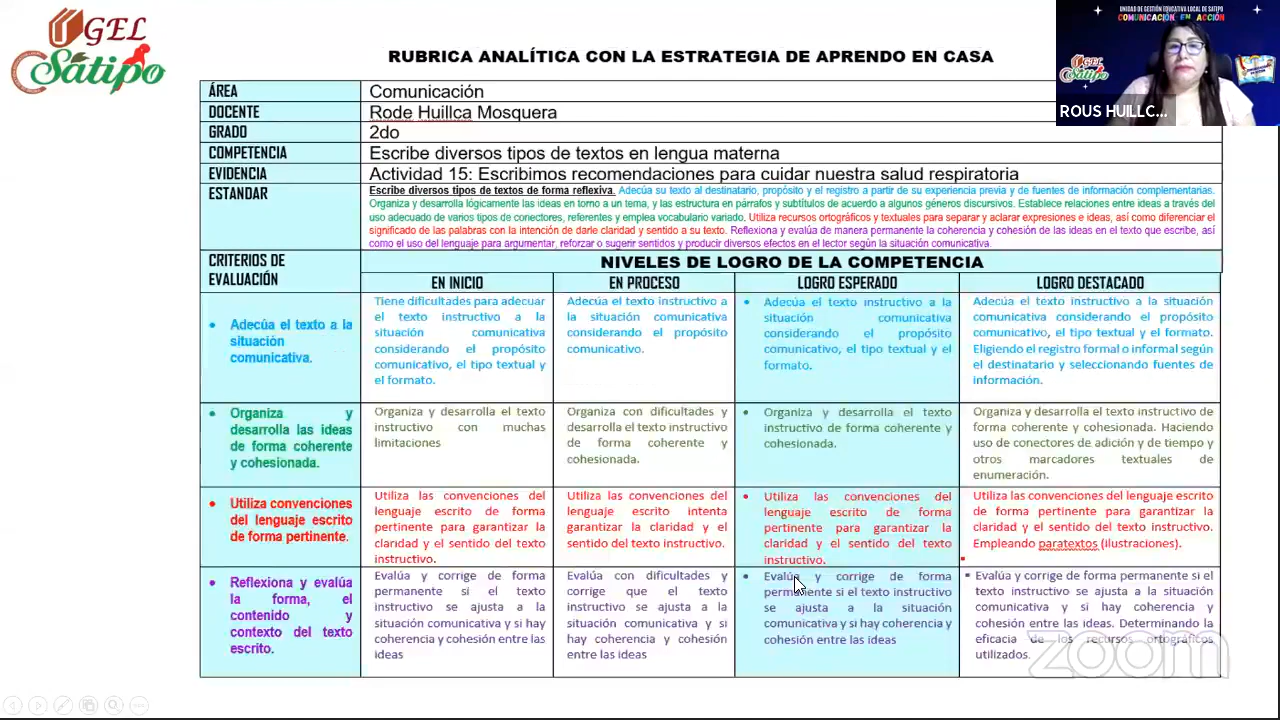 UGEL
Satipo
UNIDAD DE GESTIÓN EDUCATIVA LOCAL DE SATIPO
COMUNICACIÓN EN ACCIÓN
ROUS HUILLC...
RUBRICA ANALÍTICA CON LA ESTRATEGIA DE APRENDO EN CASA
ÁREA
Comunicación
DOCENTE
Rode Huillca Mosquera
GRADO
2do
COMPETENCIA
Escribe diversos tipos de textos en lengua materna
EVIDENCIA
Actividad 15: Escribimos recomendaciones para cuidar nuestra salud respiratoria
ESTANDAR
Escribe diversos tipos de textos de forma reflexiva. Adecúa su texto al destinatario, propósito y el registro a partir de su experiencia previa y de fuentes de información complementarias.
Organiza y desarrolla lógicamente las ideas en torno a un tema, y las estructura en párrafos y subtítulos de acuerdo a algunos géneros discursivos. Establece relaciones entre ideas a través del
uso adecuado de varios tipos de conectores, referentes y emplea vocabulario variado. Utiliza recursos ortográficos y textuales para separar y aclarar expresiones e ideas, así como diferenciar el
significado de las palabras con la intención de darle claridad y sentido a su texto. Reflexiona y evalúa de manera permanente la coherencia y cohesión de las ideas en el texto que escribe, así
como el uso del lenguaje para argumentar, reforzar o sugerir sentidos y producir diversos efectos en el lector según la situación comunicativa.
CRITERIOS DE
EVALUACIÓN
NIVELES DE LOGRO DE LA COMPETENCIA
EN INICIO
EN PROCESO
LOGRO ESPERADO
LOGRO DESTACADO
• Adecúa el texto a la
situación
comunicativa.
Tiene dificultades para adecuar
el texto instructivo a la
situación comunicativa
considerando el propósito
comunicativo, el tipo textual y
el formato.
Adecúa el texto instructivo a
la situación comunicativa
considerando el propósito
comunicativo.
• Adecúa el texto instructivo a la
situación comunicativa
considerando el propósito
comunicativo, el tipo textual y el
formato.
Adecúa el texto instructivo a la situación
comunicativa considerando el propósito
comunicativo, el tipo textual y el formato.
Eligiendo el registro formal o informal según
el destinatario y seleccionando fuentes de
información.
• Organiza y
desarrolla las ideas
de forma coherente
y cohesionada.
Organiza y desarrolla el texto
instructivo con muchas
limitaciones
Organiza con dificultades y
desarrolla el texto instructivo
de forma coherente y
cohesionada.
• Organiza y desarrolla el texto
instructivo de forma coherente y
cohesionada.
Organiza y desarrolla el texto instructivo de
forma coherente y cohesionada. Haciendo
uso de conectores de adición y de tiempo y
otros marcadores textuales de
enumeración.
• Utiliza convenciones
del lenguaje escrito
de forma pertinente.
Utiliza las convenciones del
lenguaje escrito de forma
pertinente para garantizar la
claridad y el sentido del texto
instructivo.
Utiliza las convenciones del
lenguaje escrito intenta
garantizar la claridad y el
sentido del texto instructivo.
• Utiliza las convenciones del
lenguaje escrito de forma
pertinente para garantizar la
claridad y el sentido del texto
instructivo.
Utiliza las convenciones del lenguaje escrito
de forma pertinente para garantizar la
claridad y el sentido del texto instructivo.
Empleando paratextos (ilustraciones).
• Reflexiona y evalúa
la forma, el
contenido y
contexto del texto
escrito.
Evalúa y corrige de forma
permanente si el texto
instructivo se ajusta a la
situación comunicativa y si hay
coherencia y cohesión entre las
ideas
Evalúa con dificultades y
corrige que el texto
instructivo se ajusta a la
situación comunicativa y si
hay coherencia y cohesión
entre las ideas
• Evalúa y corrige de forma
permanente si el texto instructivo
se ajusta a la situación
comunicativa y si hay coherencia y
cohesión entre las ideas
Evalúa y corrige de forma permanente si el
texto instructivo se ajusta a la situación
comunicativa y si hay coherencia y
cohesión entre las ideas. Determinando la
eficacia de los recursos ortográficos
utilizados.
zoom